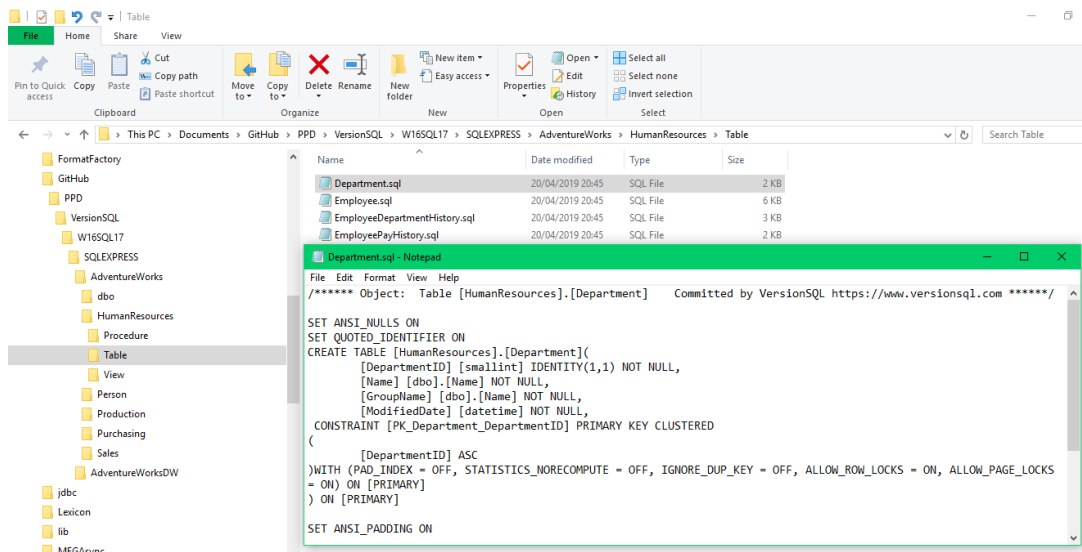 Table
File Home Share View
Pin to Quick access
Copy
Paste
Cut
Copy path
Paste shortcut
Clipboard
Move to
Copy to
Delete
Rename
Organize
New folder
New item
Easy access
New
Properties
Open
Edit
History
Open
Select all
Select none
Invert selection
Select
This PC > Documents > GitHub > PPD > VersionSQL > W16SQL17 > SQLEXPRESS > AdventureWorks > HumanResources > Table
Search Table
FormatFactory
GitHub
PPD
VersionSQL
W16SQL17
SQLEXPRESS
AdventureWorks
dbo
HumanResources
Procedure
Table
View
Person
Production
Purchasing
Sales
AdventureWorksDW
jdbc
Lexicon
lib
MEGAsync
Name Date modified Type Size
Department.sql 20/04/2019 20:45 SQL File 2 KB
Employee.sql 20/04/2019 20:45 SQL File 6 KB
EmployeeDepartmentHistory.sql 20/04/2019 20:45 SQL File 3 KB
EmployeePayHistory.sql 20/04/2019 20:45 SQL File 2 KB
Department.sql - Notepad
File Edit Format View Help
/****** Object:  Table [HumanResources].[Department]    Committed by VersionSQL https://www.versionsql.com ******/
SET ANSI_NULLS ON
SET QUOTED_IDENTIFIER ON
CREATE TABLE [HumanResources].[Department](
[DepartmentID] [smallint] IDENTITY(1,1) NOT NULL,
[Name] [dbo].[Name] NOT NULL,
[GroupName] [dbo].[Name] NOT NULL,
[ModifiedDate] [datetime] NOT NULL,
CONSTRAINT [PK_Department_DepartmentID] PRIMARY KEY CLUSTERED
(
[DepartmentID] ASC
)WITH (PAD_INDEX = OFF, STATISTICS_NORECOMPUTE = OFF, IGNORE_DUP_KEY = OFF, ALLOW_ROW_LOCKS = ON, ALLOW_PAGE_LOCKS
= ON) ON [PRIMARY]
) ON [PRIMARY]
SET ANSI_PADDING ON